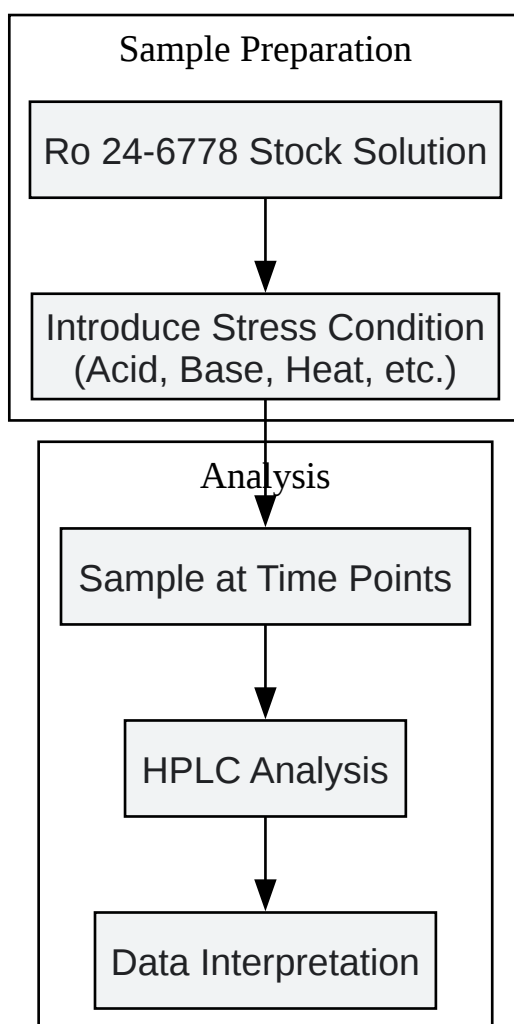 Sample Preparation
Ro 24-6778 Stock Solution
Introduce Stress Condition
(Acid, Base, Heat, etc.)
Analysis
Sample at Time Points
HPLC Analysis
Data Interpretation